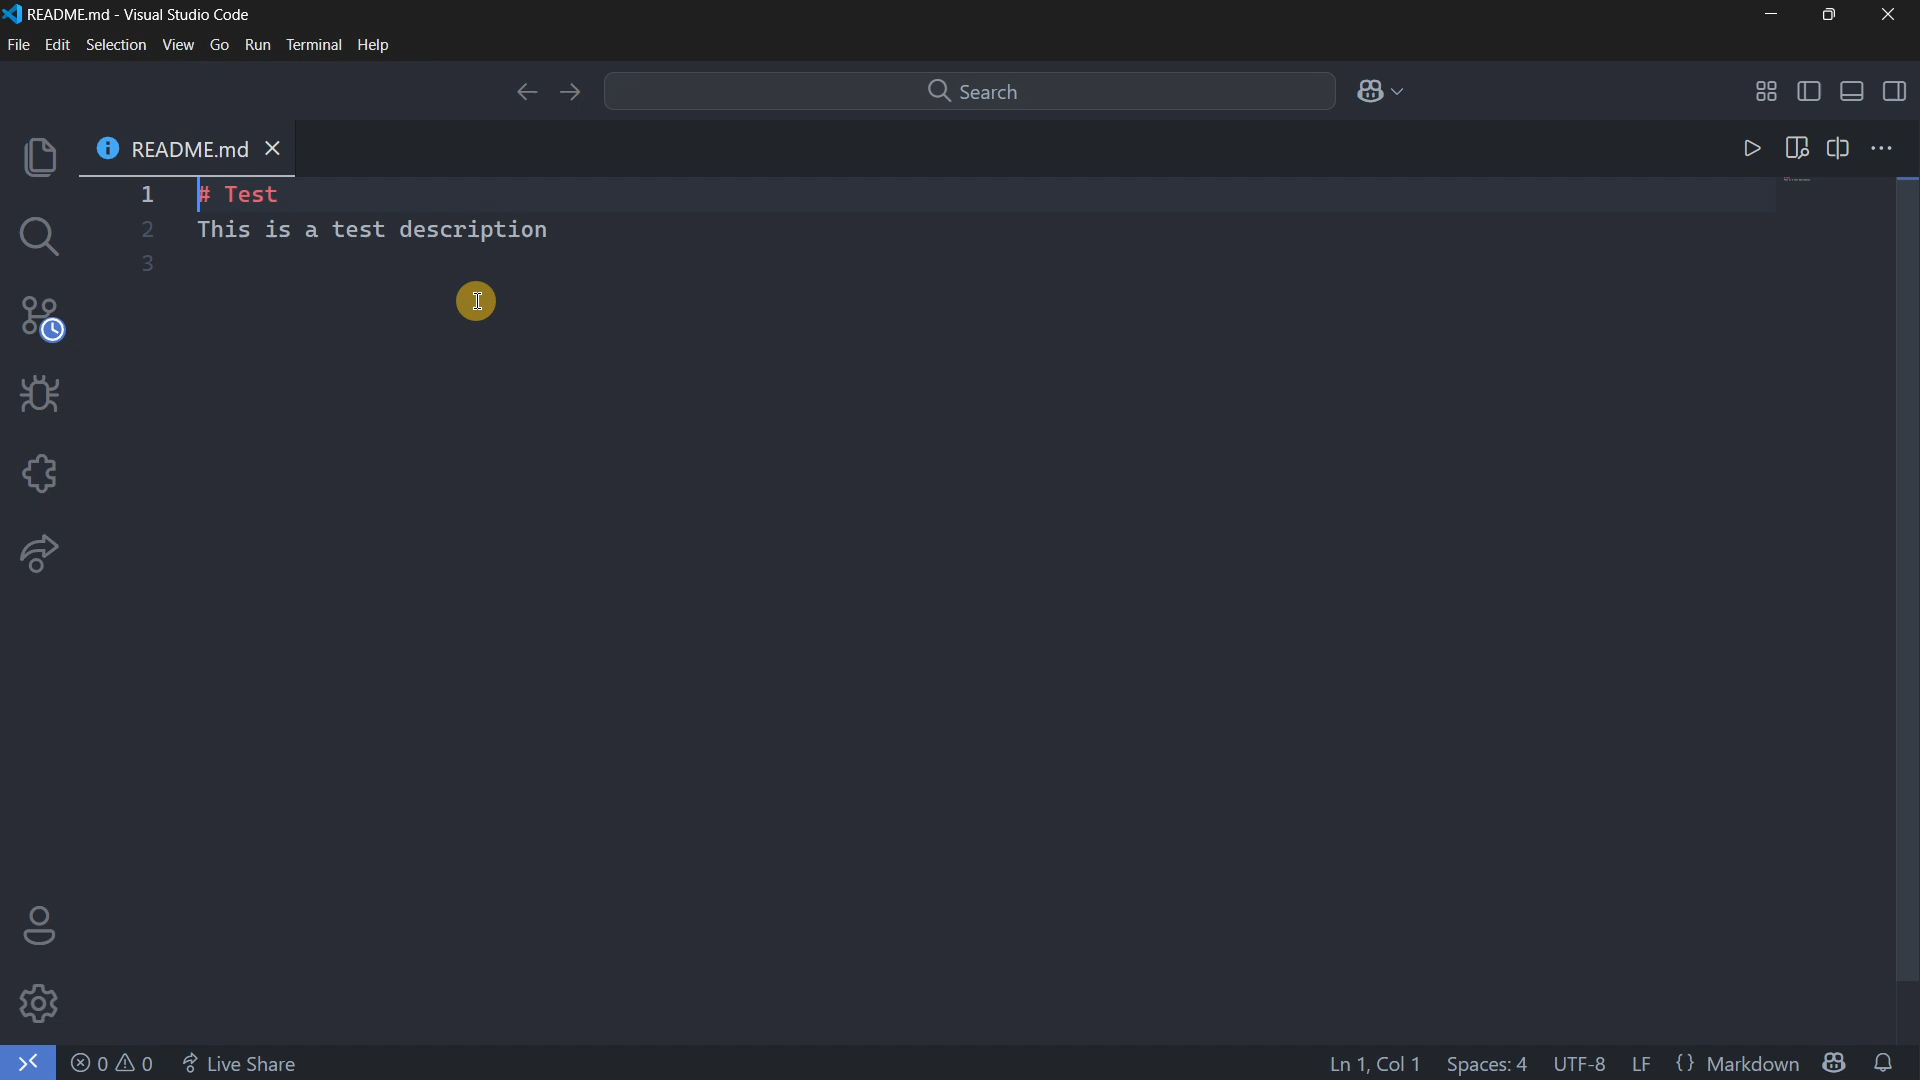 README.md - Visual Studio Code
File Edit Selection View Go Run Terminal Help
Search
README.md
1 # Test
2 This is a test description
3
0 0 Live Share Ln 1, Col 1 Spaces: 4 UTF-8 LF {} Markdown